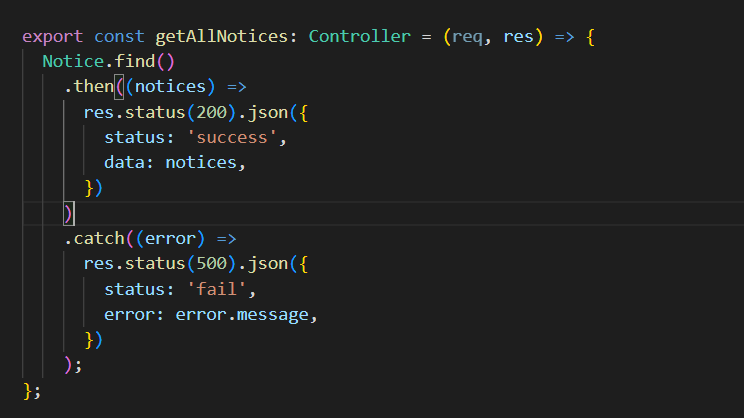 export const getAllNotices: Controller = (req, res) => {
  Notice.find()
    .then((notices) =>
      res.status(200).json({
        status: 'success',
        data: notices,
      })
    )
    .catch((error) =>
      res.status(500).json({
        status: 'fail',
        error: error.message,
      })
    );
};